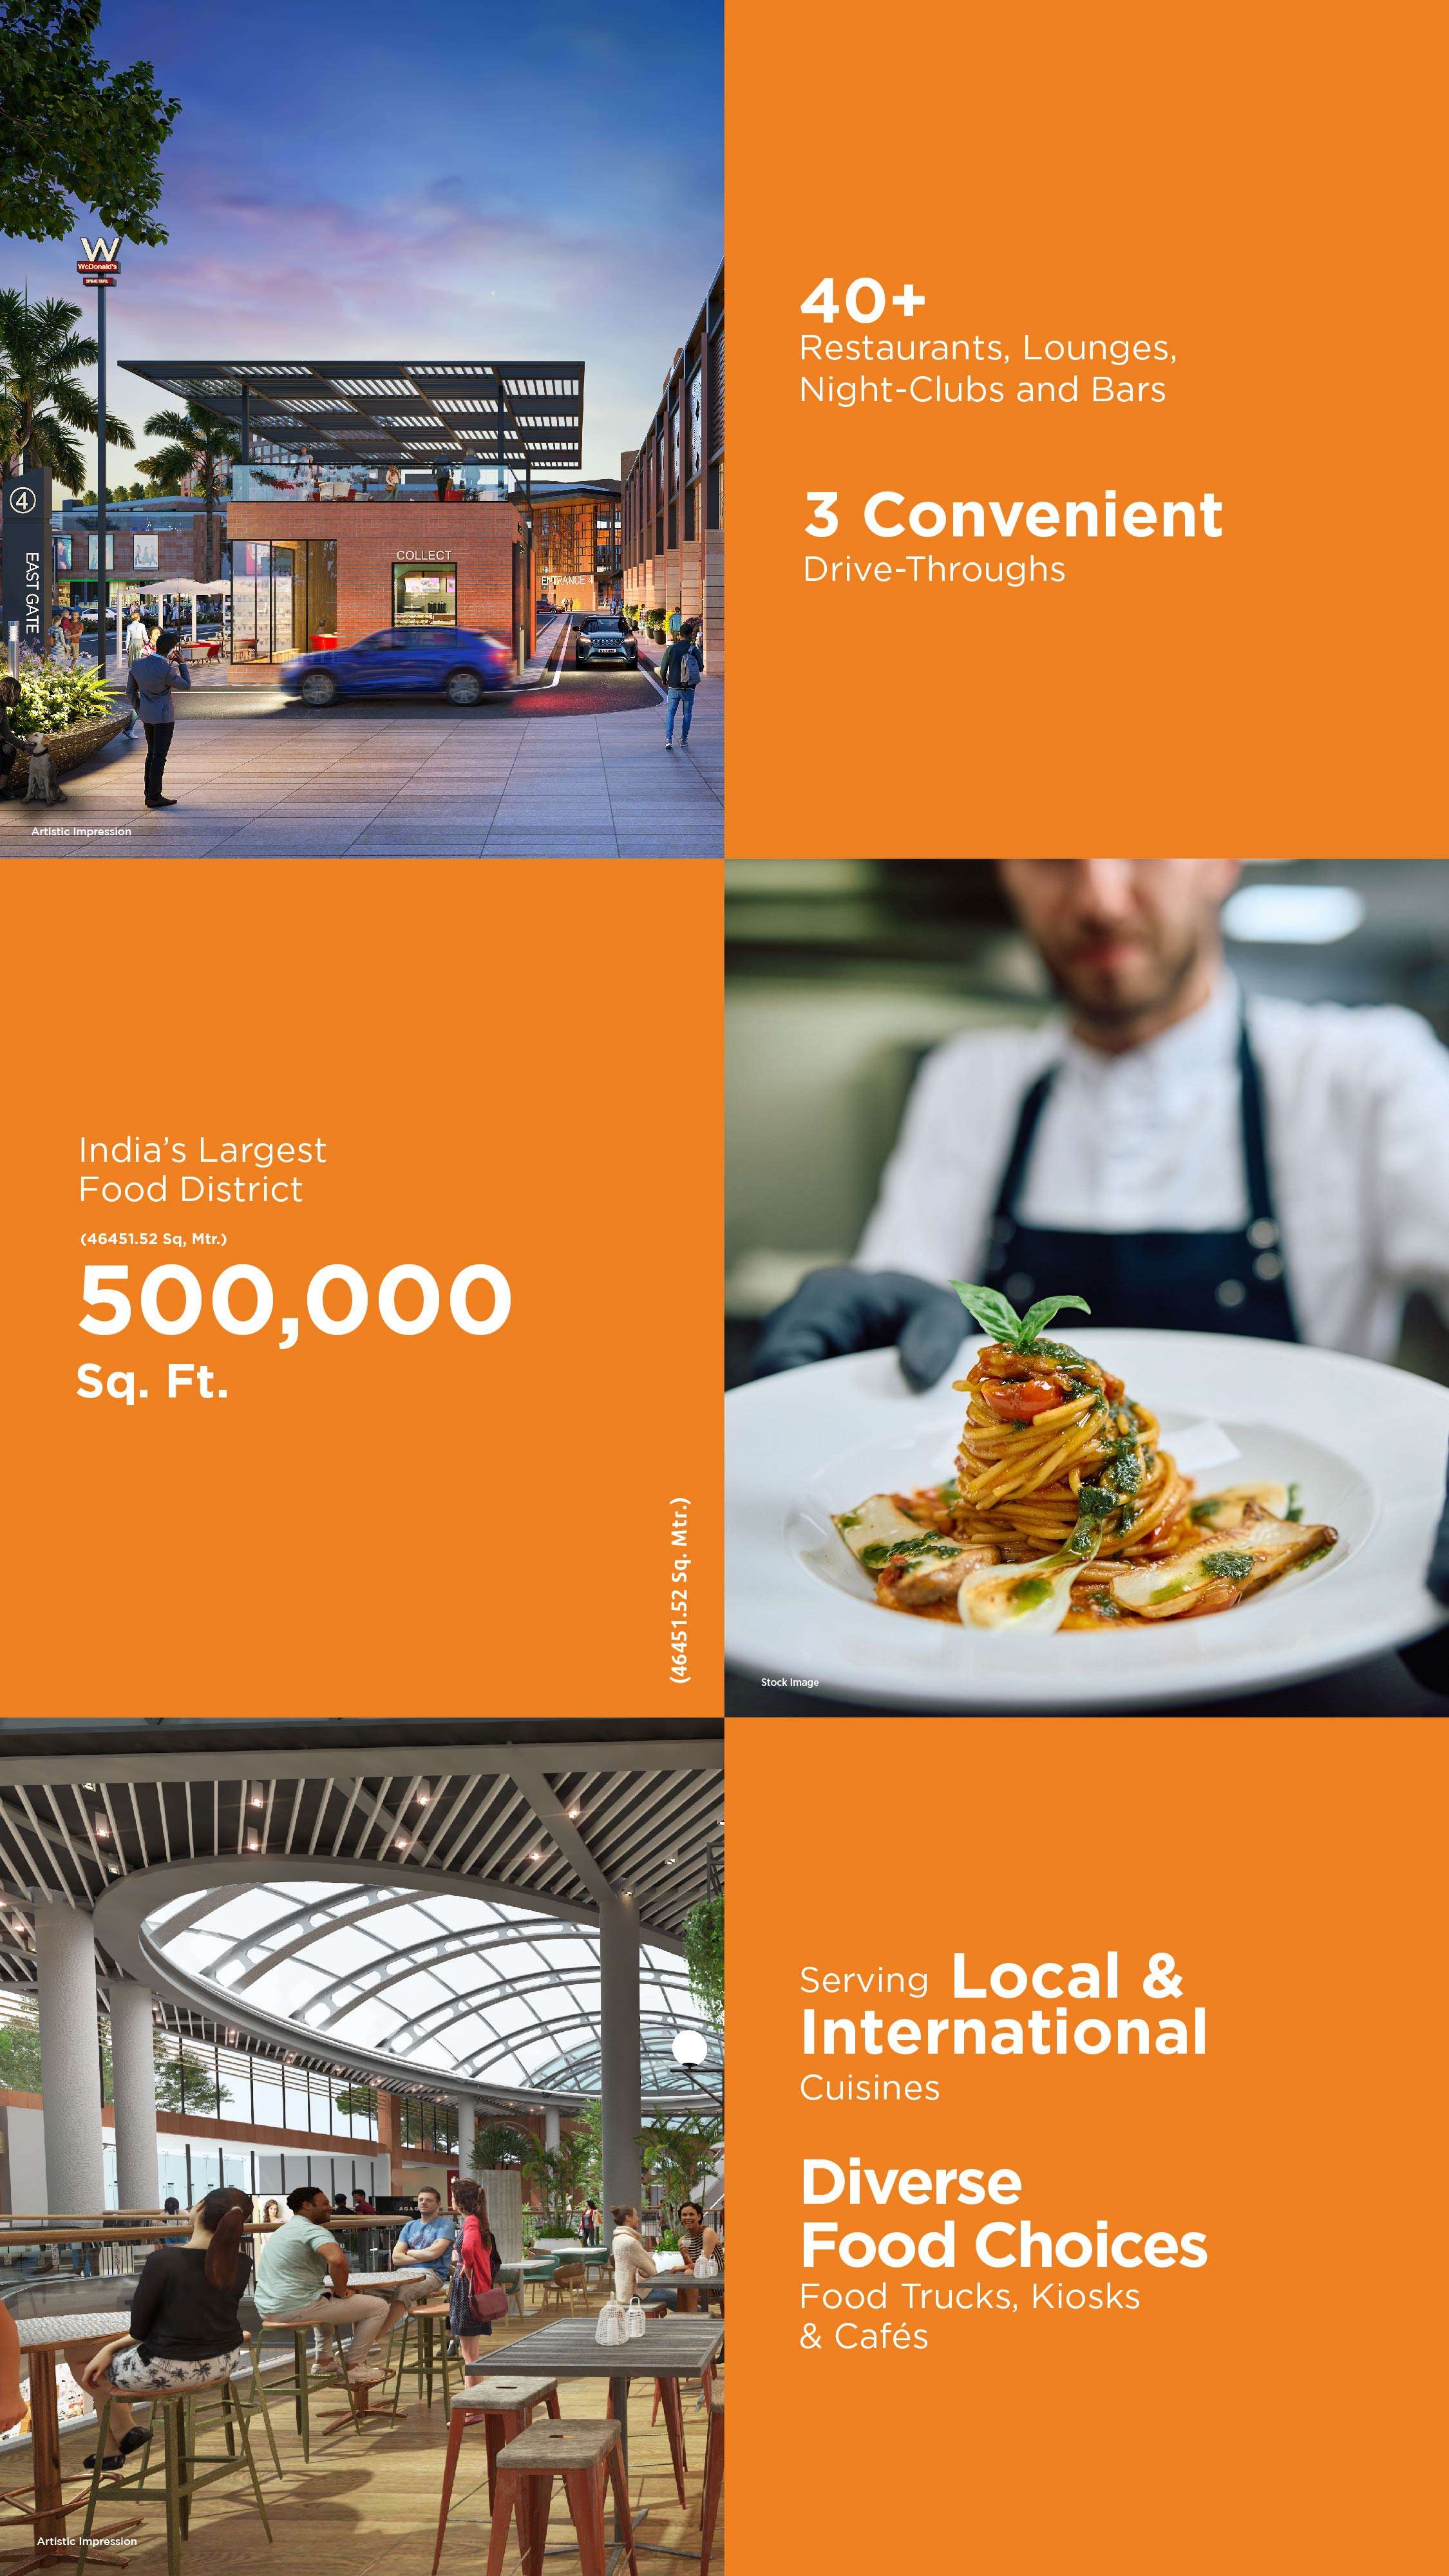 W
WcDonald's
4
EAST GATE
COLLECT
ENTRANCE 4
Artistic Impression
40+
Restaurants, Lounges,
Night-Clubs and Bars
3 Convenient
Drive-Throughs
India's Largest
Food District
(46451.52 Sq, Mtr.)
500,000
Sq. Ft.
(46451.52 Sq. Mtr.)
Stock Image
Artistic Impression
Serving Local &
International
Cuisines
Diverse
Food Choices
Food Trucks, Kiosks
& Cafés